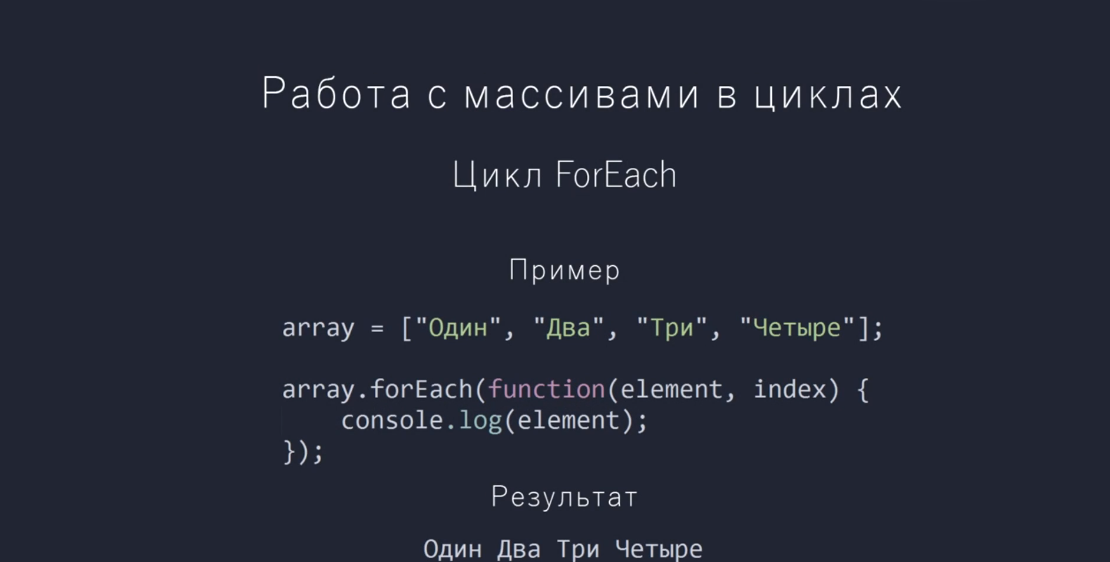 Работа с массивами в циклах
Цикл ForEach
Пример
array = ["Один", "Два", "Три", "Четыре"];
array.forEach(function(element, index) {
    console.log(element);
});
Результат
Один Два Три Четыре